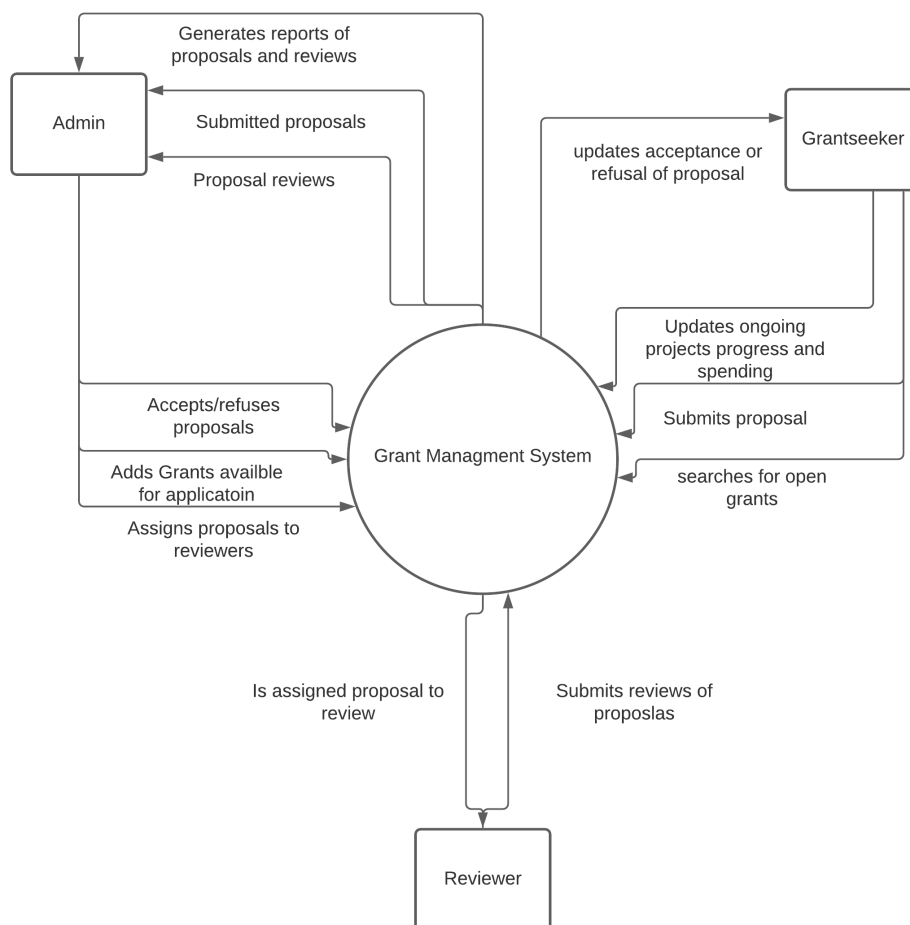 Generates reports of
proposals and reviews
Admin
Submitted proposals
Grantseeker
updates acceptance or
refusal of proposal
Proposal reviews
Updates ongoing
projects progress and
spending
Accepts/refuses
proposals
Submits proposal
Grant Managment System
Adds Grants availble
for applicatoin
searches for open
grants
Assigns proposals to
reviewers
Is assigned proposal to
review
Submits reviews of
proposlas
Reviewer